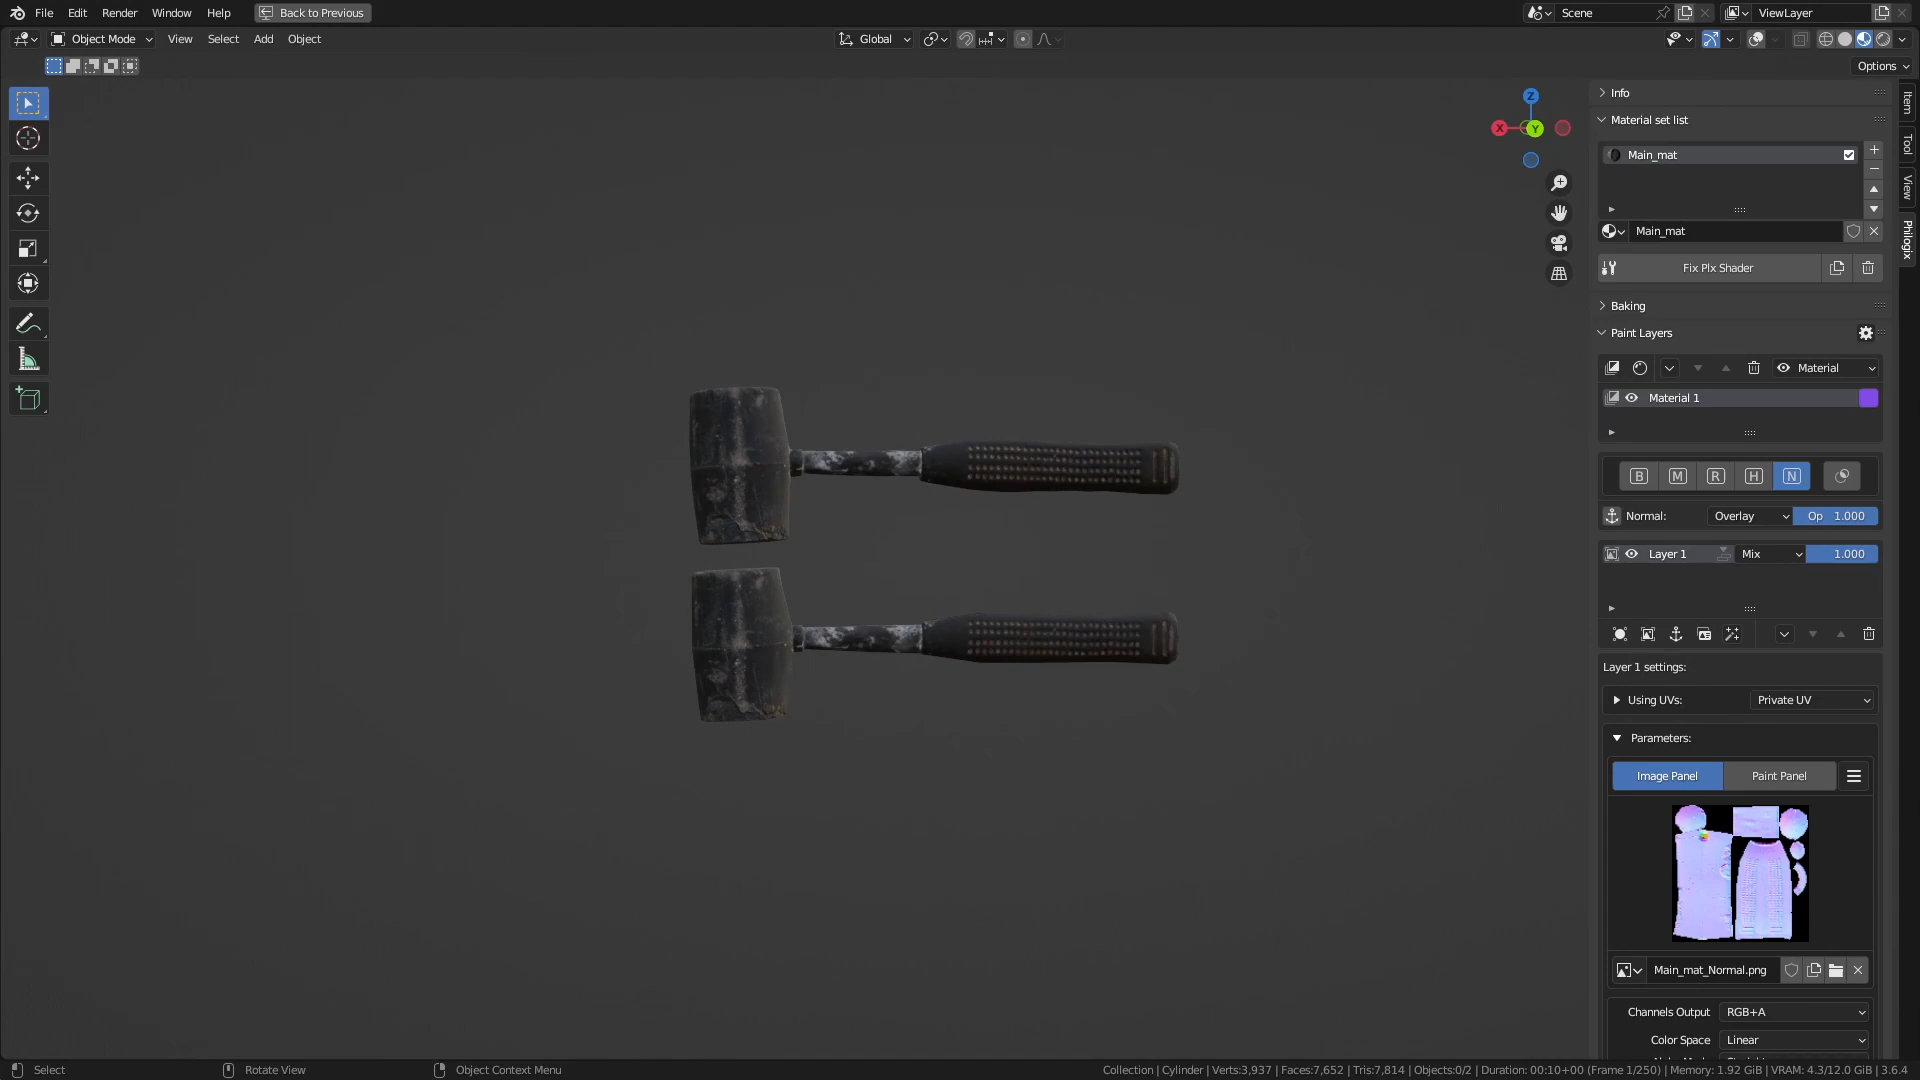 File Edit Render Window Help Back to Previous Scene ViewLayer
Object Mode View Select Add Object Global
Options
Z
X Y
Info
Material set list
Main_mat
Main_mat
Fix Plx Shader
Baking
Paint Layers
Material
Material 1
B M R H N
Normal: Overlay Op 1.000
Layer 1 Mix 1.000
Layer 1 settings:
Using UVs: Private UV
Parameters:
Image Panel Paint Panel
Main_mat_Normal.png
Channels Output RGB+A
Color Space Linear
Item
Tool
View
Philogix
Select Rotate View Object Context Menu Collection | Cylinder | Verts:3,937 | Faces:7,652 | Tris:7,814 | Objects:0/2 | Duration: 00:10+00 (Frame 1/250) | Memory: 1.92 GiB | VRAM: 4.3/12.0 GiB | 3.6.4